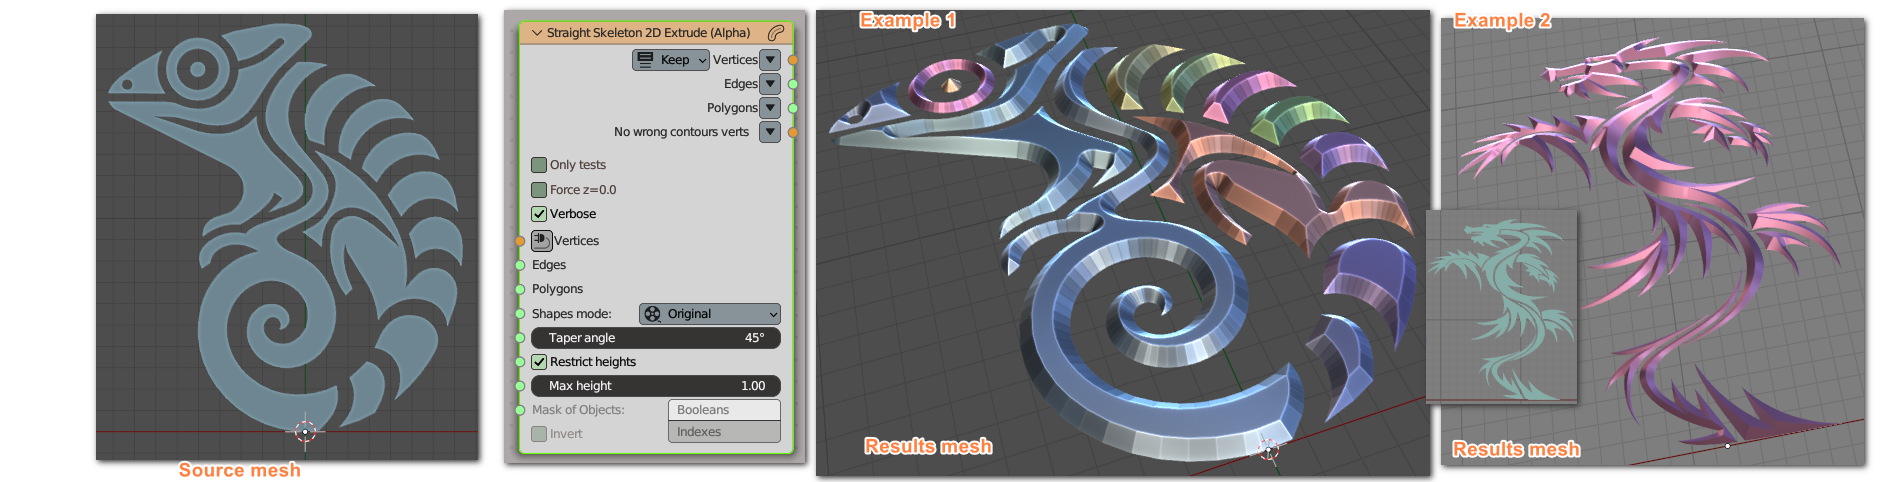 Source mesh
Straight Skeleton 2D Extrude (Alpha)
Keep Vertices
Edges
Polygons
No wrong contours verts
Only tests
Force z=0.0
Verbose
Vertices
Edges
Polygons
Shapes mode: Original
Taper angle 45°
Restrict heights
Max height 1.00
Mask of Objects: Booleans
Indexes
Invert
Example 1
Results mesh
Example 2
Results mesh